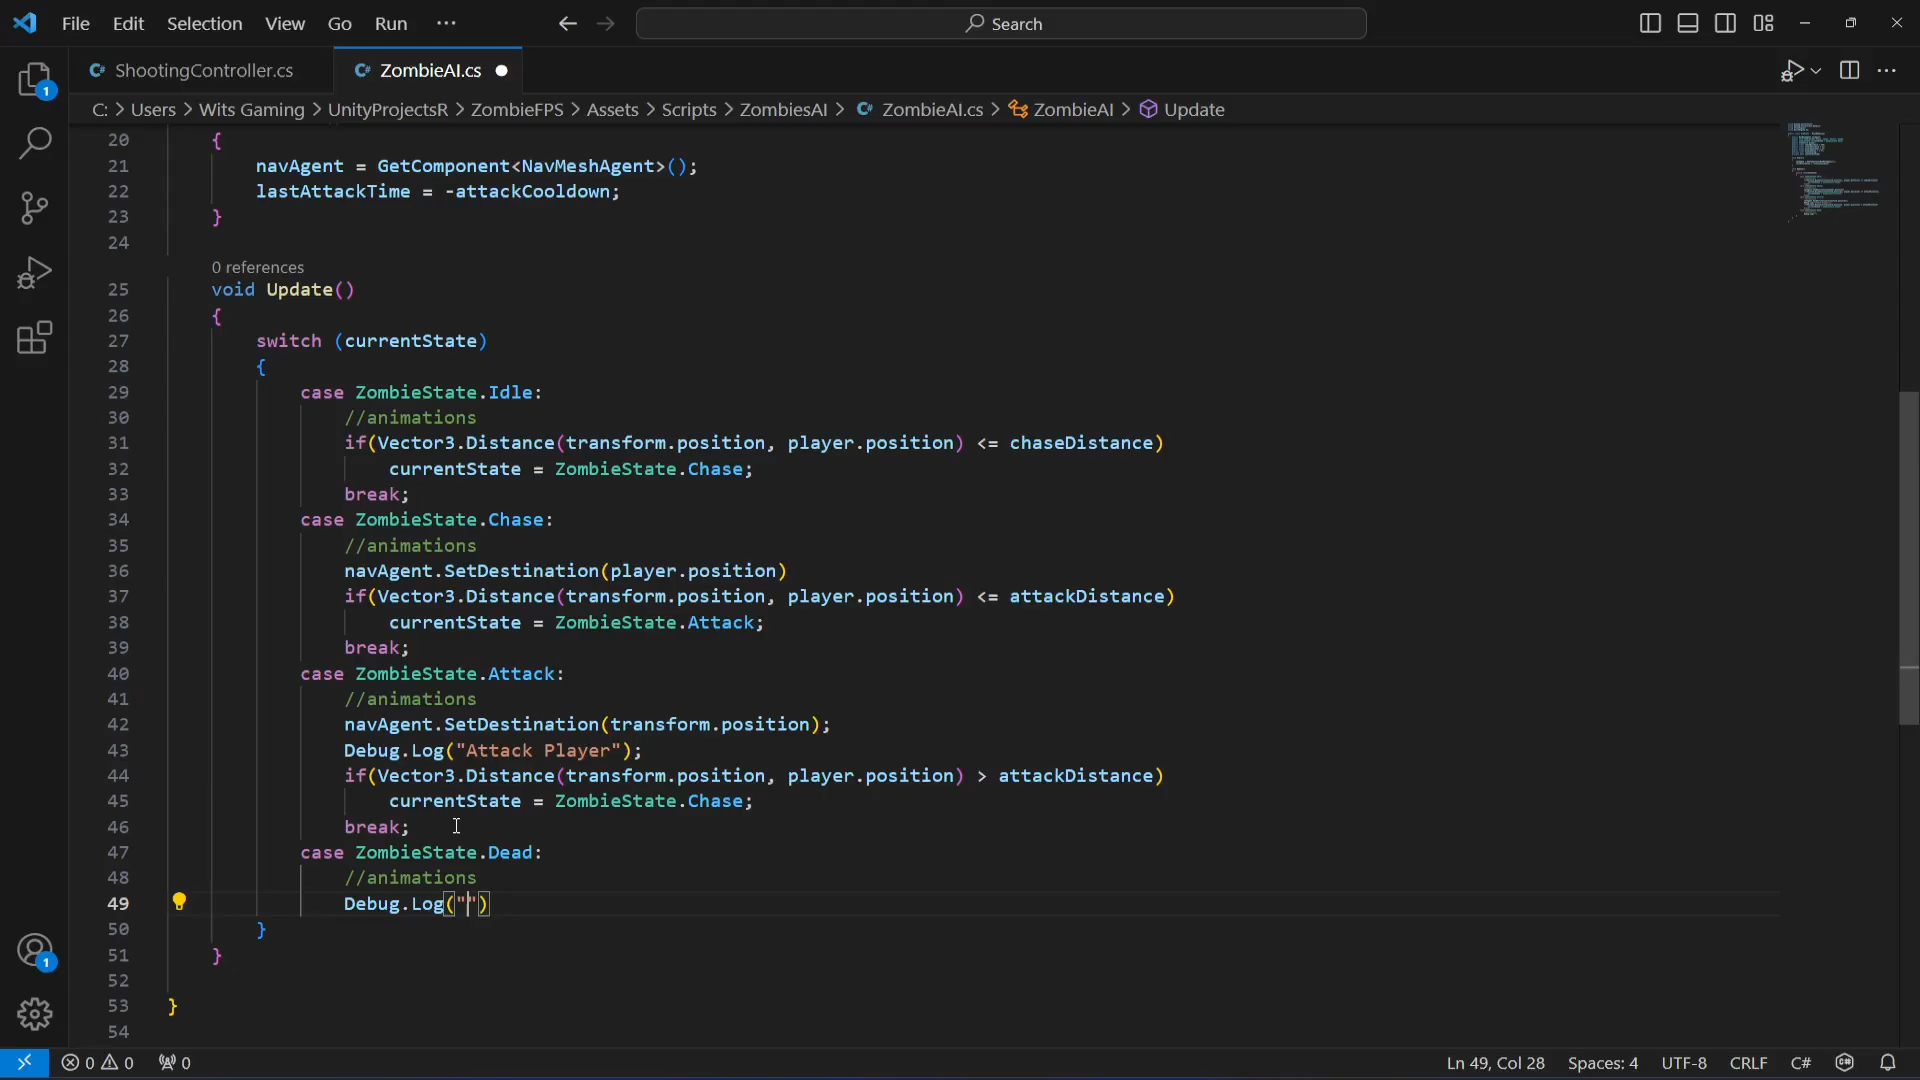 File Edit Selection View Go Run ··· Search
ShootingController.cs ZombieAI.cs
C: > Users > Wits Gaming > UnityProjectsR > ZombieFPS > Assets > Scripts > ZombiesAI > ZombieAI.cs > ZombieAI > Update
20 {
21 navAgent = GetComponent<NavMeshAgent>();
22 lastAttackTime = -attackCooldown;
23 }
24
0 references
25 void Update()
26 {
27 switch (currentState)
28 {
29 case ZombieState.Idle:
30 //animations
31 if(Vector3.Distance(transform.position, player.position) <= chaseDistance)
32 currentState = ZombieState.Chase;
33 break;
34 case ZombieState.Chase:
35 //animations
36 navAgent.SetDestination(player.position)
37 if(Vector3.Distance(transform.position, player.position) <= attackDistance)
38 currentState = ZombieState.Attack;
39 break;
40 case ZombieState.Attack:
41 //animations
42 navAgent.SetDestination(transform.position);
43 Debug.Log("Attack Player");
44 if(Vector3.Distance(transform.position, player.position) > attackDistance)
45 currentState = ZombieState.Chase;
46 break;
47 case ZombieState.Dead:
48 //animations
49 Debug.Log("")
50 }
51 }
52
53 }
54
1
1
0 0 0 Ln 49, Col 28 Spaces: 4 UTF-8 CRLF C#